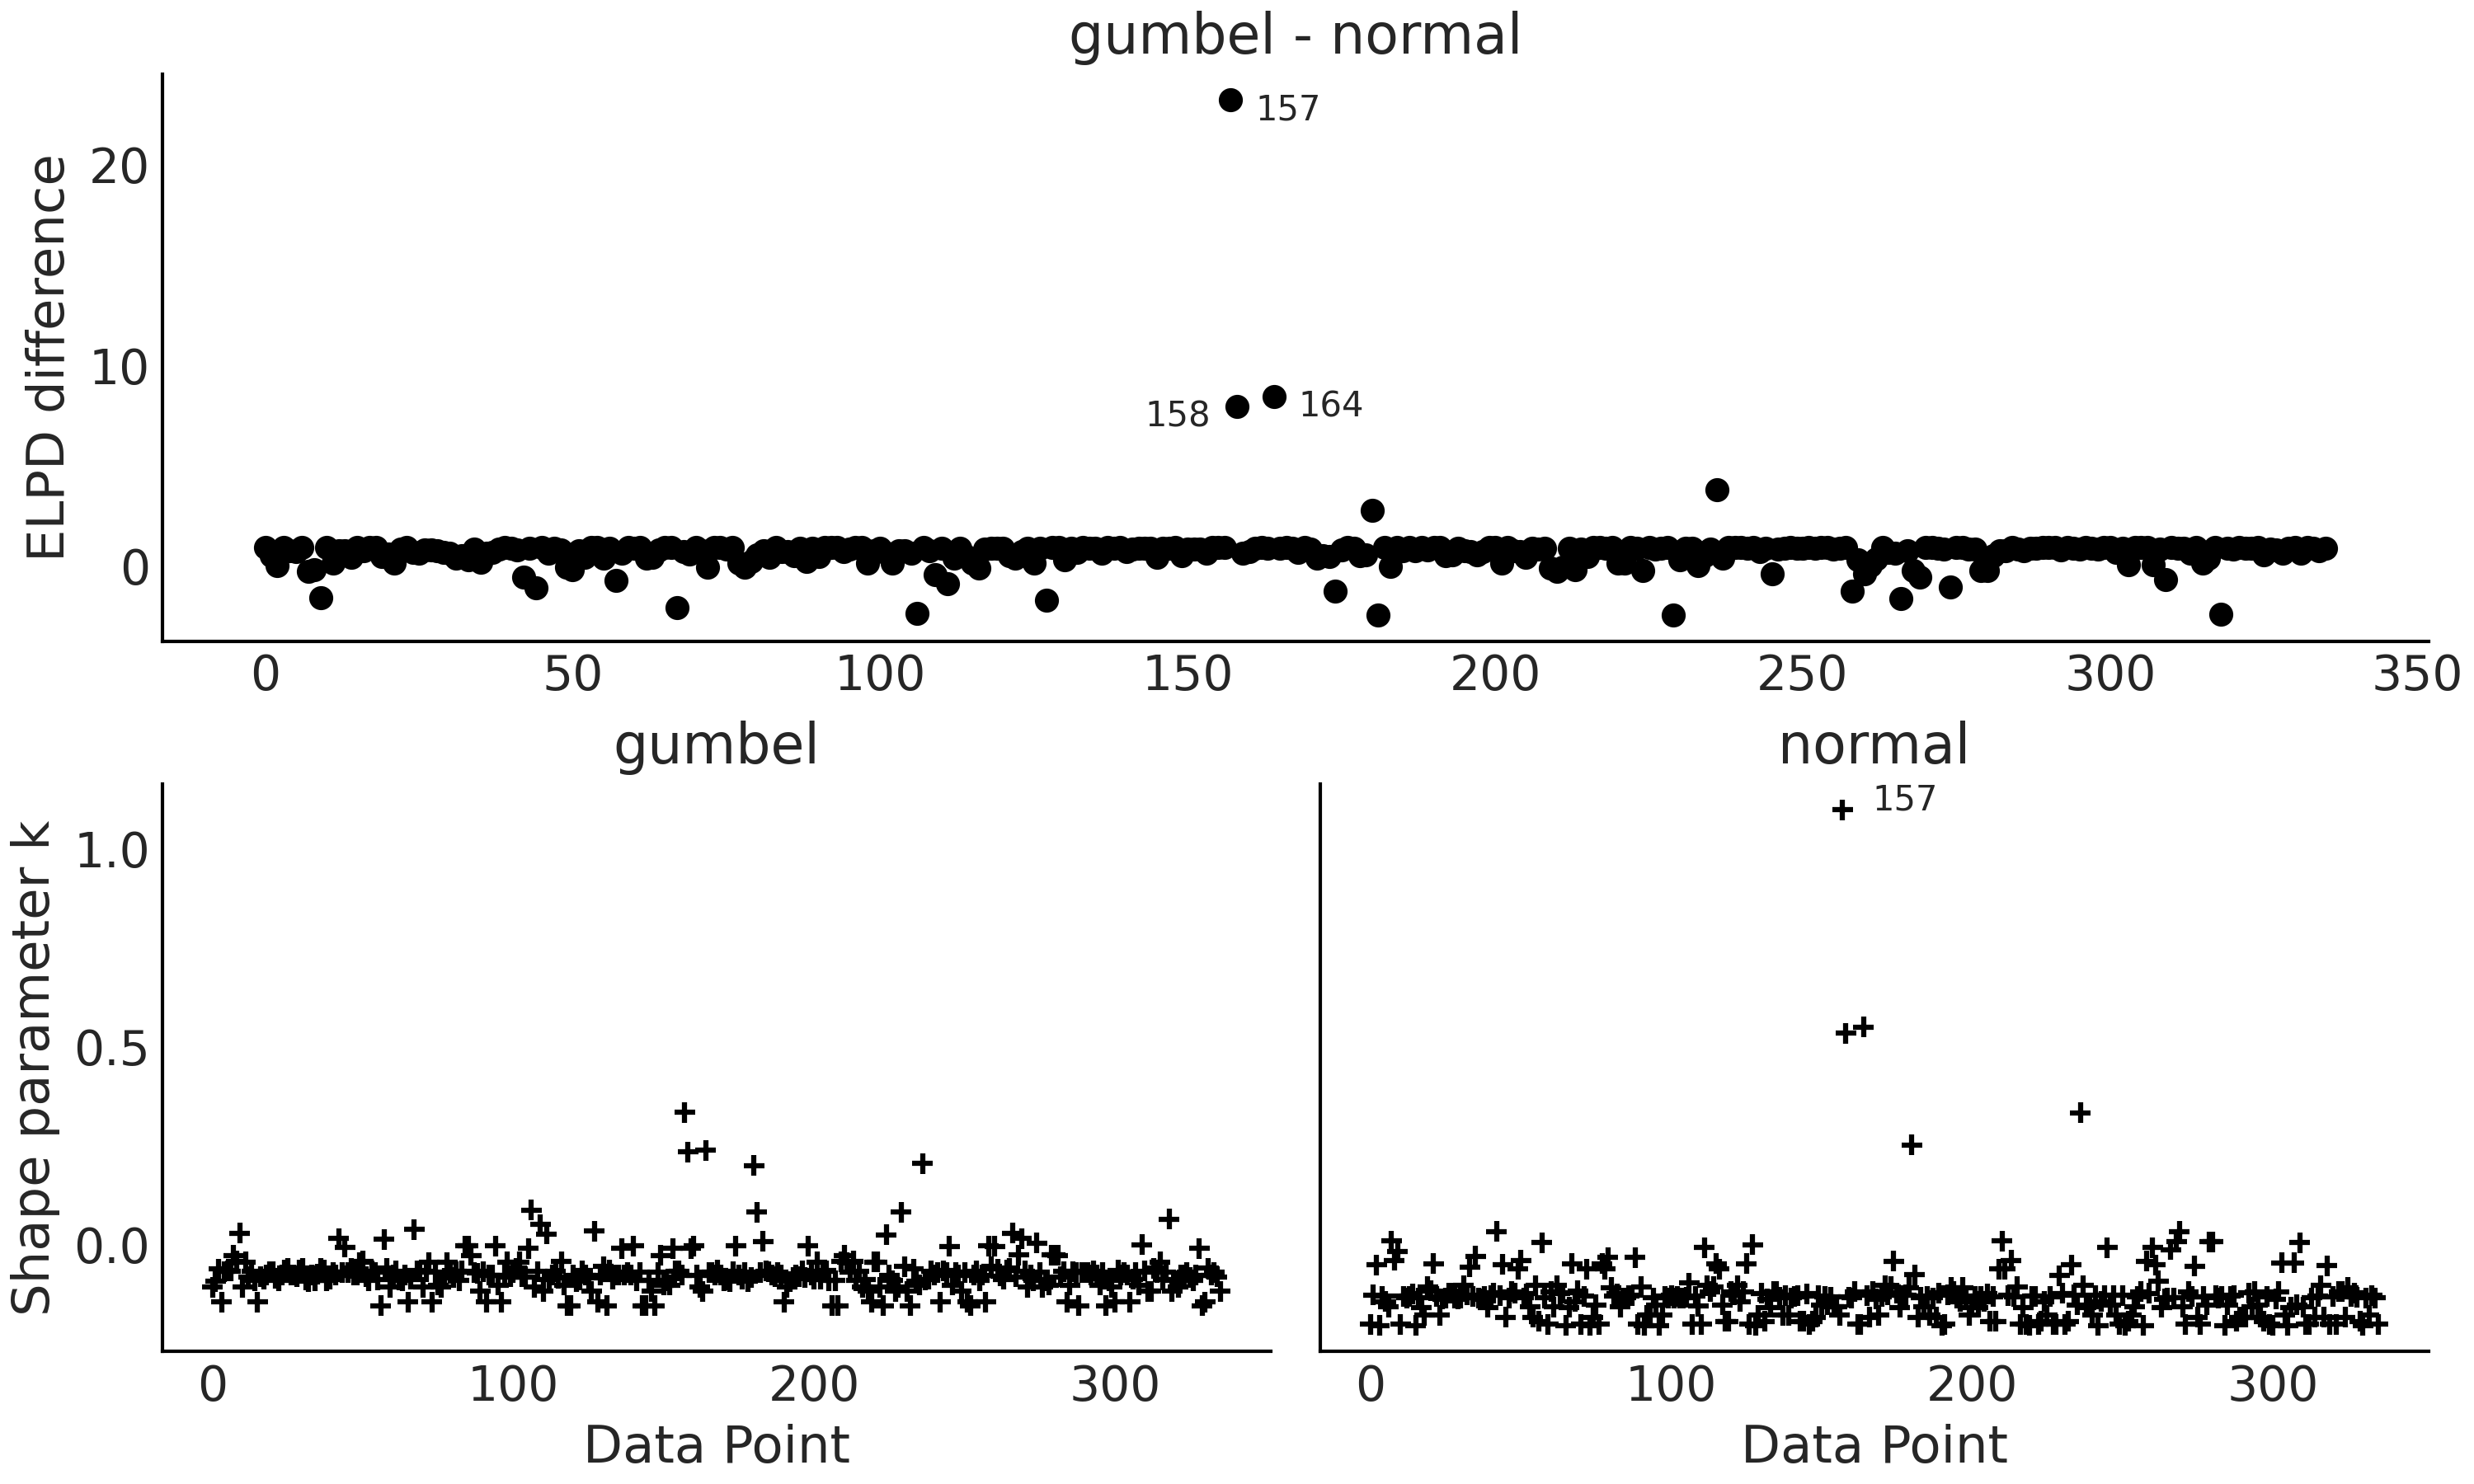 gumbel - normal
157
20
ELPD difference
10
158
164
0
0 50 100 150 200 250 300 350
gumbel
normal
157
1.0
Shape parameter k
0.5
0.0
0 100 200 300
0 100 200 300
Data Point
Data Point